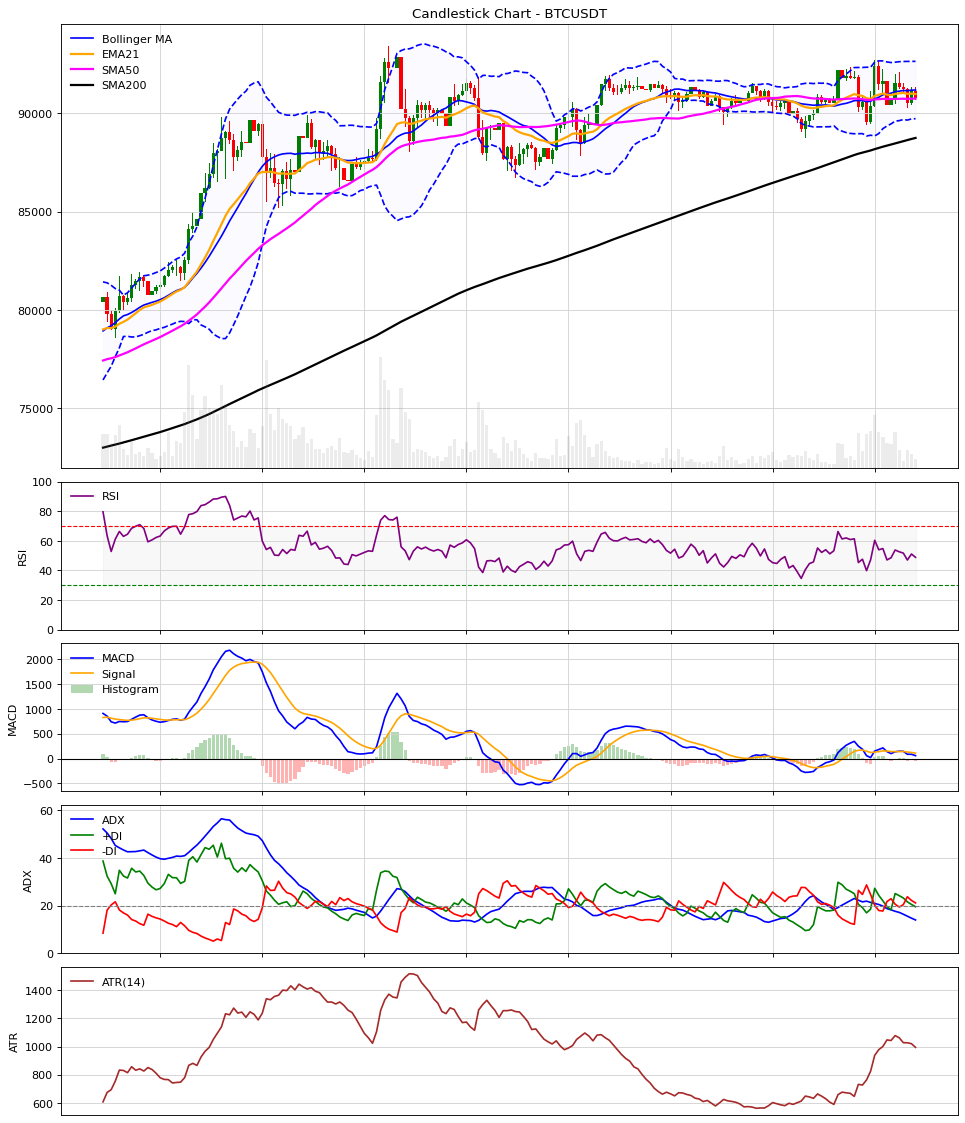 Candlestick Chart - BTCUSDT
Bollinger MA
EMA21
SMA50
SMA200
90000
85000
80000
75000
RSI
100
80
60
40
20
0
RSI
MACD
Signal
Histogram
2000
1500
1000
500
0
−500
MACD
ADX
+DI
-DI
60
40
20
0
ADX
ATR(14)
1400
1200
1000
800
600
ATR